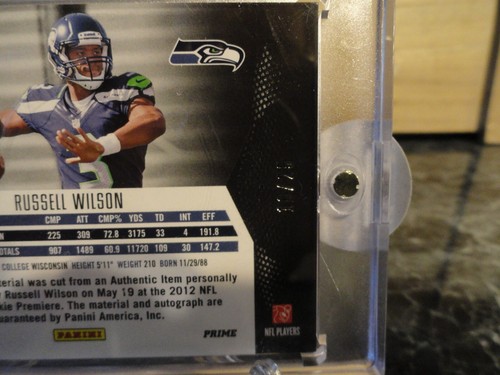 RUSSELL WILSON
CMP ATT CMP% YDS TD INT EFF
N 225 309 72.8 3175 33 4 191.8
TALS 907 1489 60.9 11720 109 30 147.2
COLLEGE WISCONSIN HEIGHT 5'11" WEIGHT 210 BORN 11/29/88
terial was cut from an Authentic Item personally
Russell Wilson on May 19 at the 2012 NFL
kie Premiere. The material and autograph are
uaranteed by Panini America, Inc.
PANINI
PRIME
NFL PLAYERS